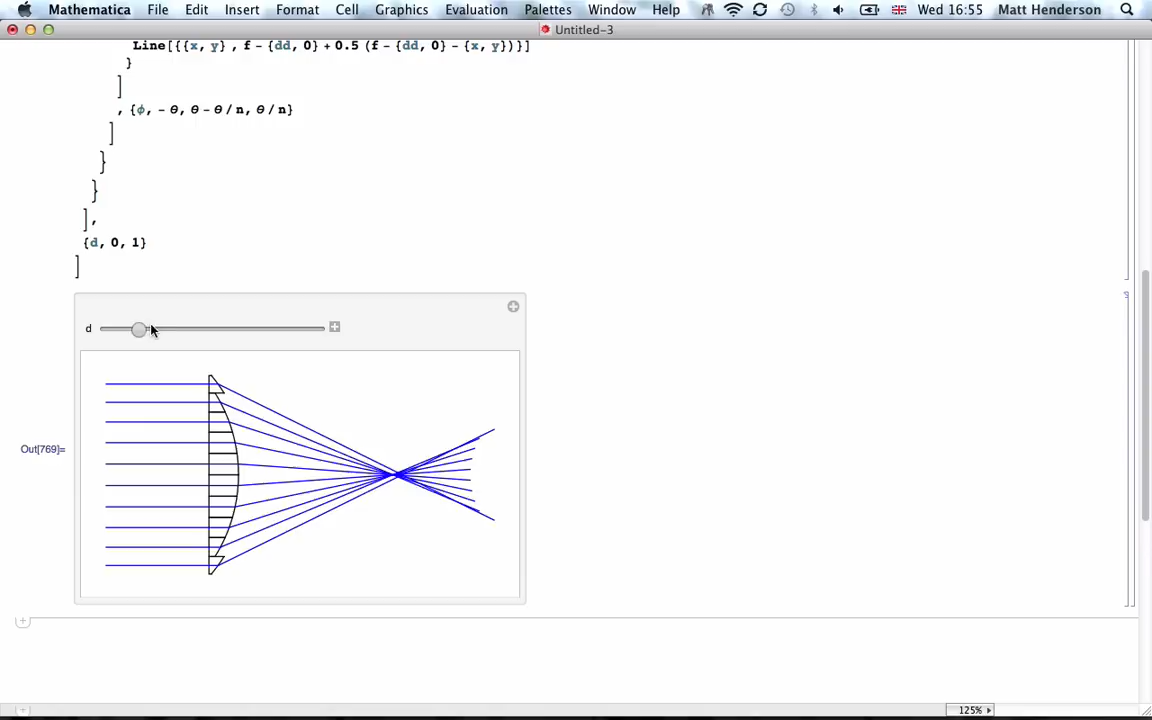 Mathematica File Edit Insert Format Cell Graphics Evaluation Palettes Window Help Wed 16:55 Matt Henderson
Untitled-3
Line[{{x, y} , f - {dd, 0} + 0.5 (f - {dd, 0} - {x, y})}]
}
]
, {ϕ, - θ, θ - θ / n, θ / n}
]
}
}
],
{d, 0, 1}
]
d
Out[769]=
125%